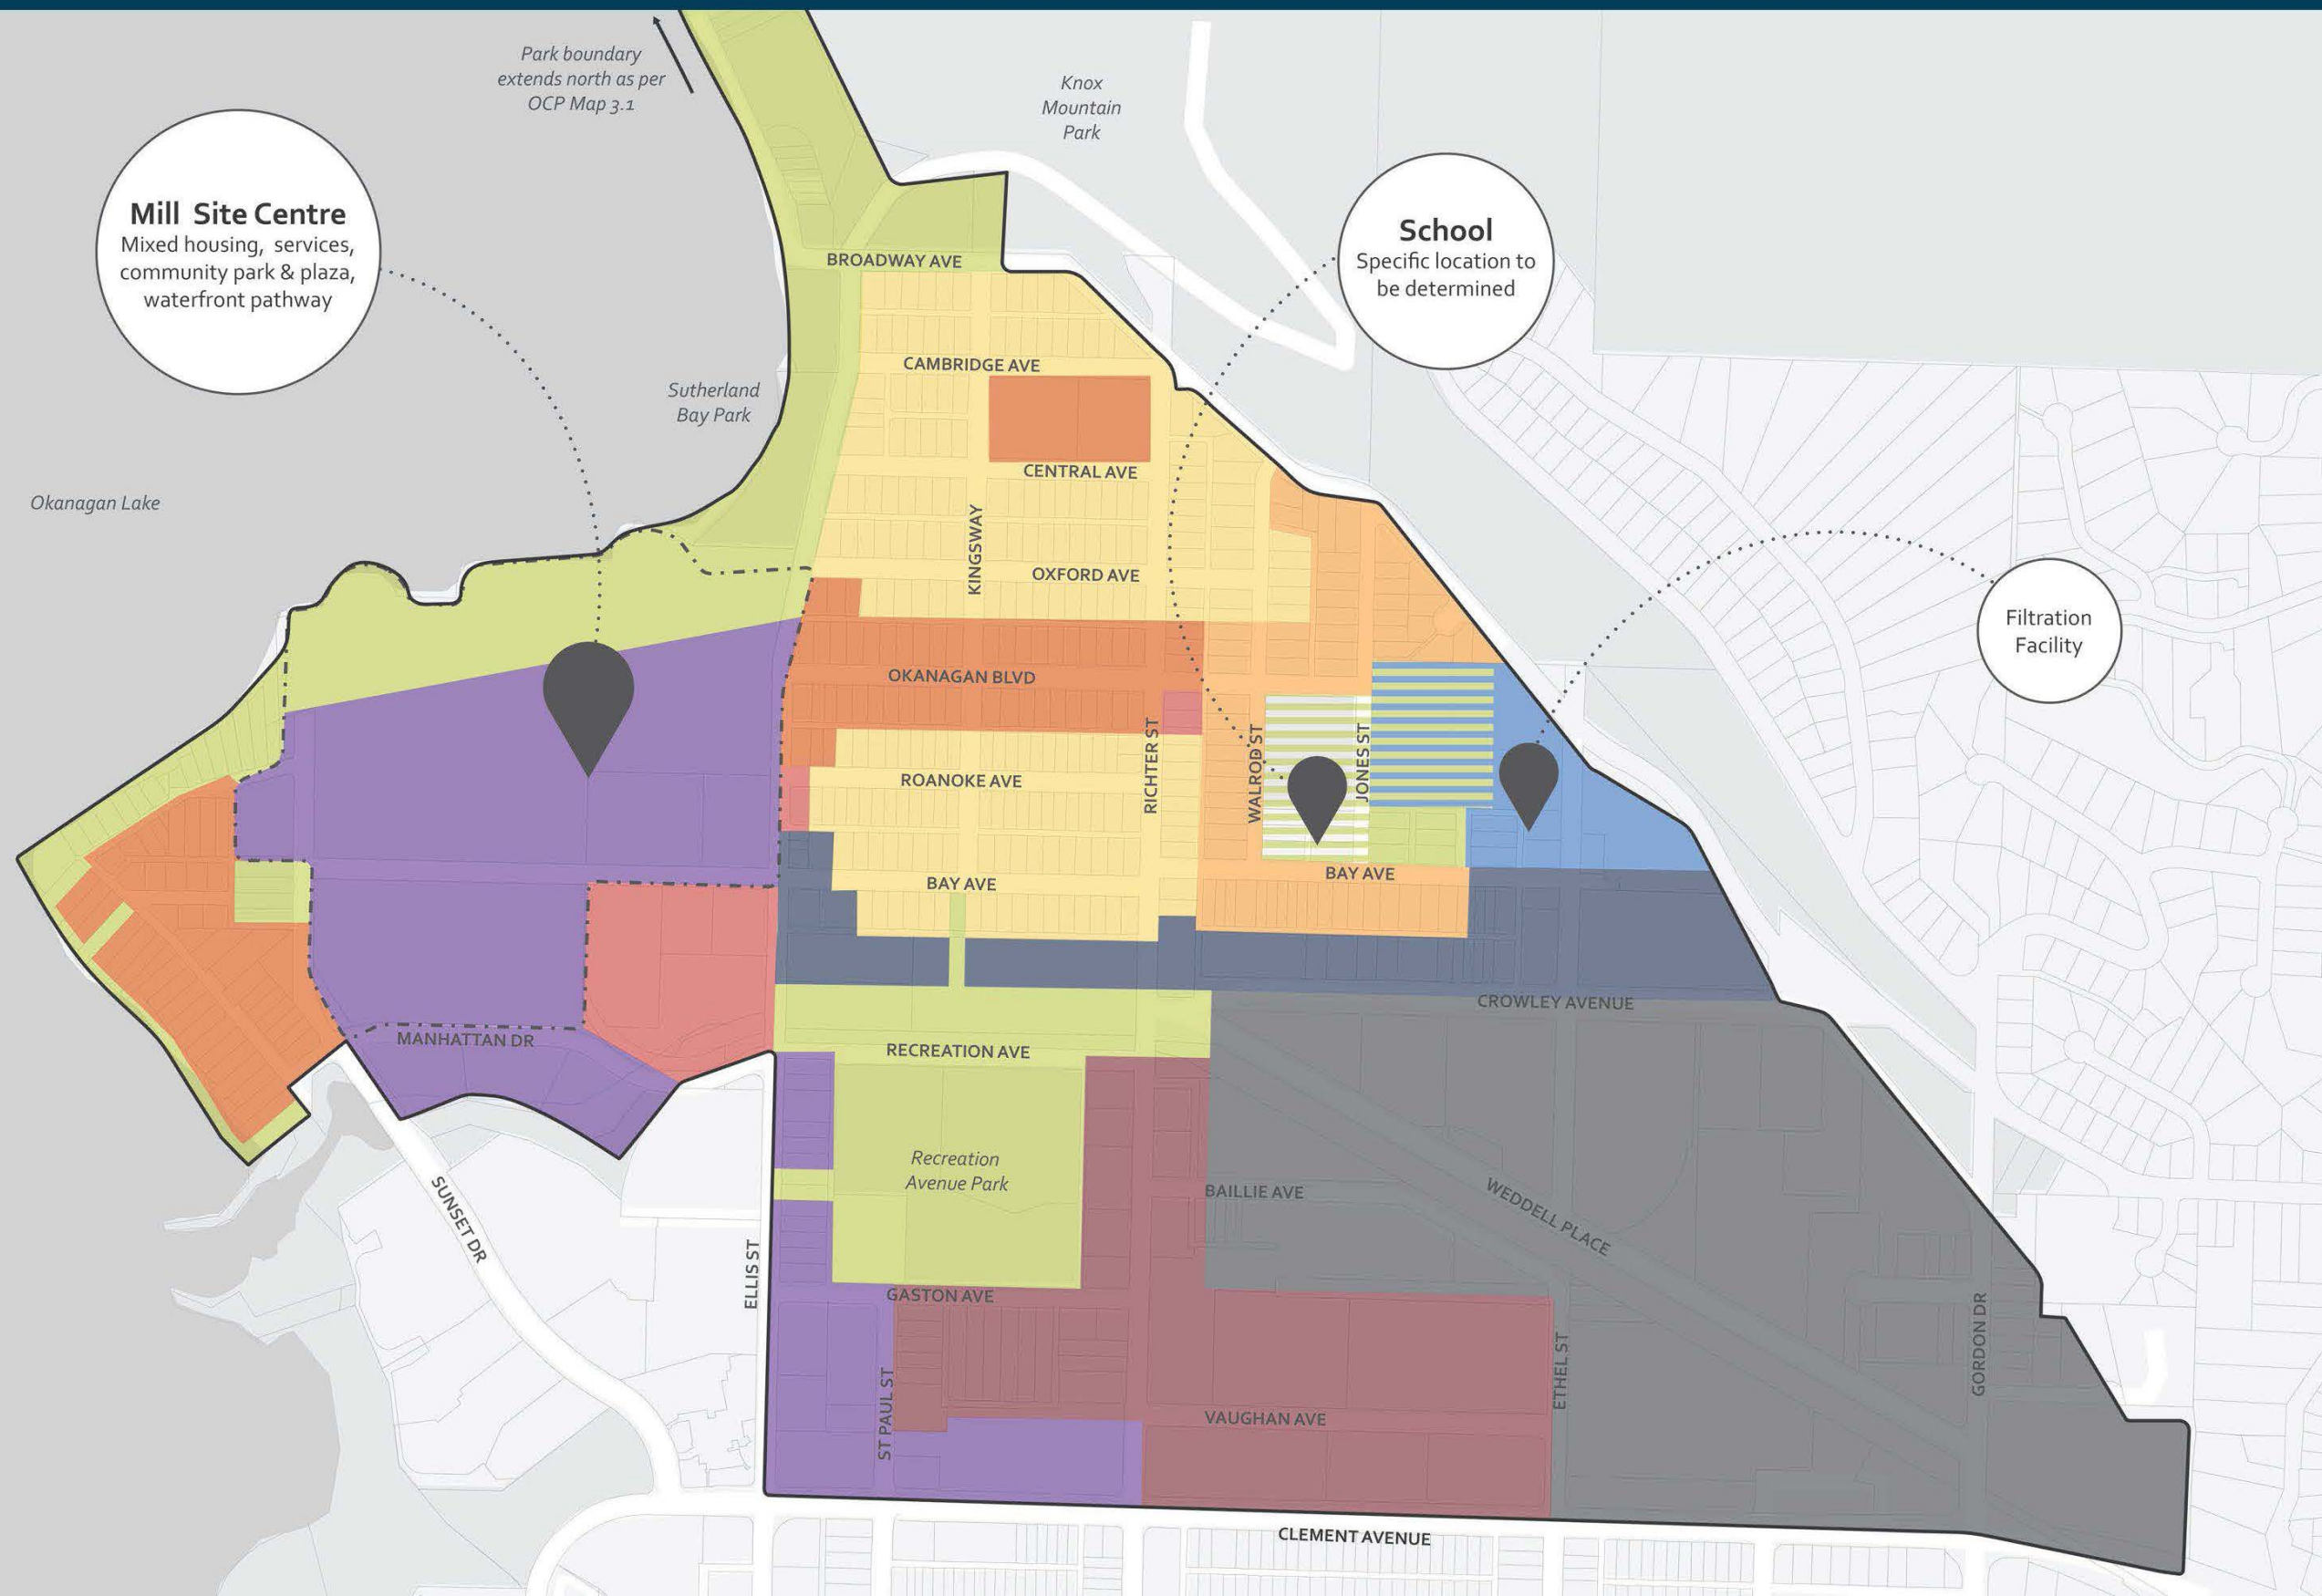 Park boundary
extends north as per
OCP Map 3.1
Knox
Mountain
Park
Mill Site Centre
Mixed housing, services,
community park & plaza,
waterfront pathway
School
Specific location to
be determined
BROADWAY AVE
CAMBRIDGE AVE
Sutherland
Bay Park
CENTRAL AVE
Okanagan Lake
KINGSWAY
OXFORD AVE
Filtration
Facility
OKANAGAN BLVD
RICHTER ST
WALROD ST
JONES ST
ROANOKE AVE
BAY AVE
BAY AVE
CROWLEY AVENUE
MANHATTAN DR
RECREATION AVE
Recreation
Avenue Park
SUNSET DR
BAILLIE AVE
WEDDELL PLACE
ELLIS ST
GASTON AVE
ST PAUL ST
ETHEL ST
GORDON DR
VAUGHAN AVE
CLEMENT AVENUE